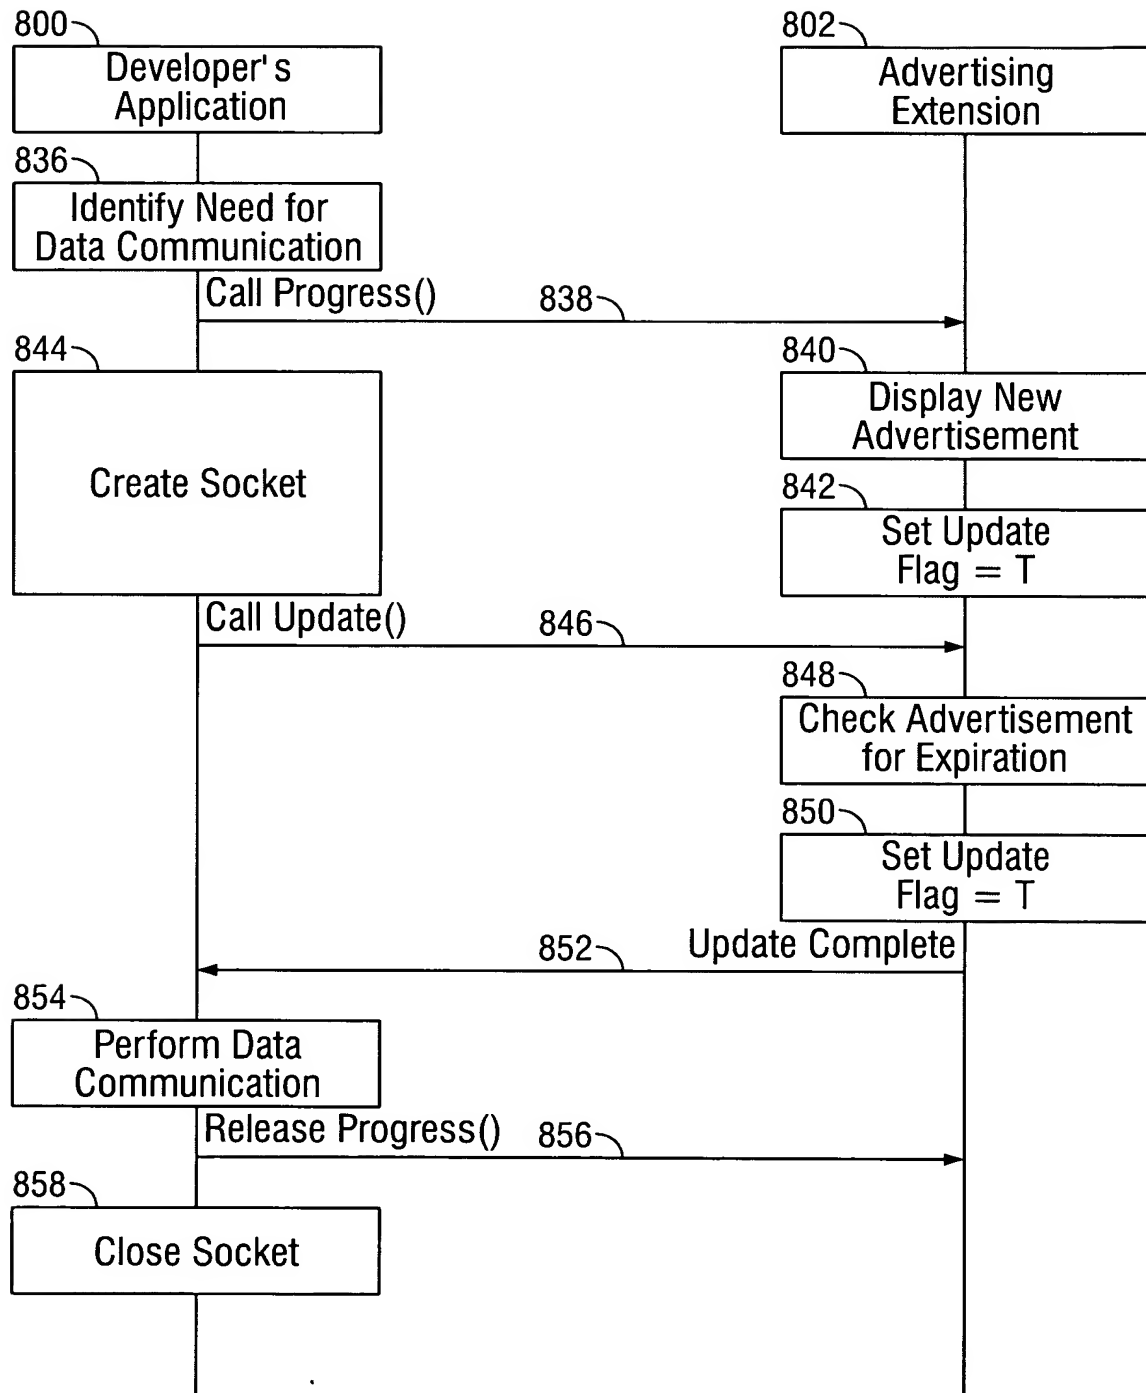 800
Developer's
Application
802
Advertising
Extension
836
Identify Need for
Data Communication
Call Progress()
838
844
Create Socket
840
Display New
Advertisement
842
Set Update
Flag = T
Call Update()
846
848
Check Advertisement
for Expiration
850
Set Update
Flag = T
852
Update Complete
854
Perform Data
Communication
Release Progress()
856
858
Close Socket